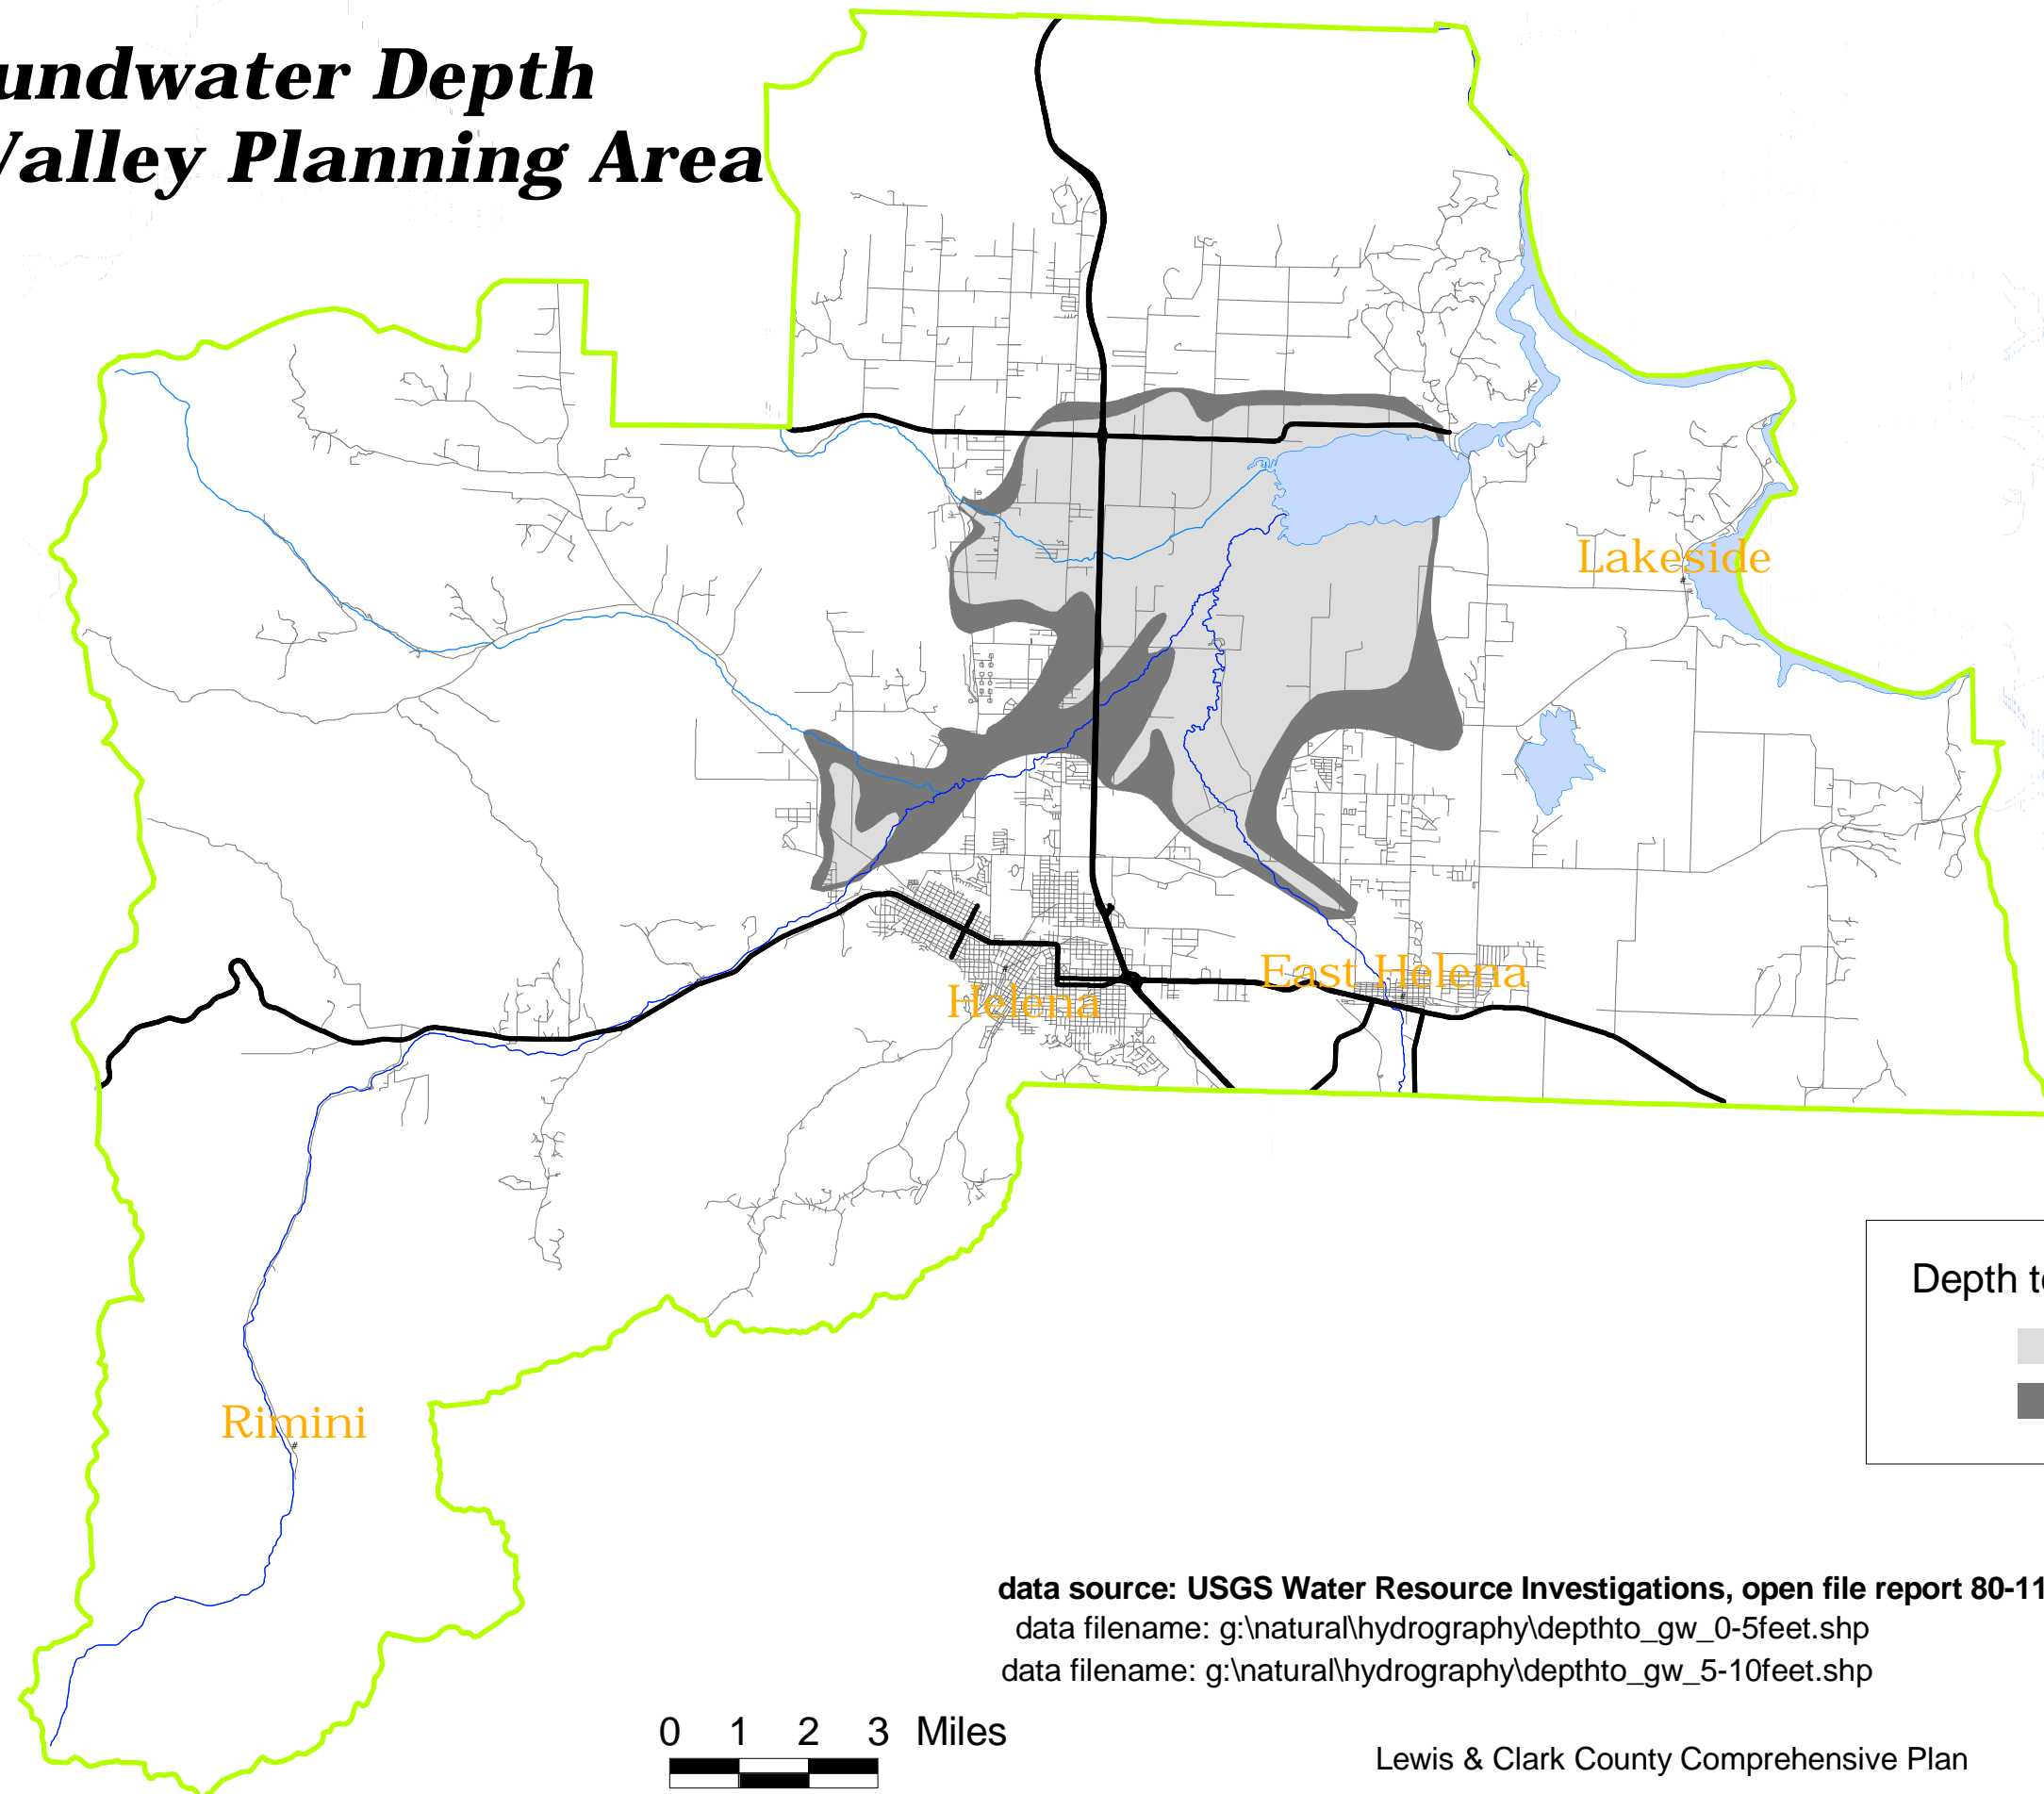 undwater Depth
Valley Planning Area
Lakeside
East Helena
Helena
Depth
Rimini
data source: USGS Water Resource Investigations, open file report 80-11
data filename: g:\natural\hydrography\depthto_gw_0-5feet.shp
data filename: g:\natural\hydrography\depthto_gw_5-10feet.shp
0 1 2 3 Miles
Lewis & Clark County Comprehensive Plan